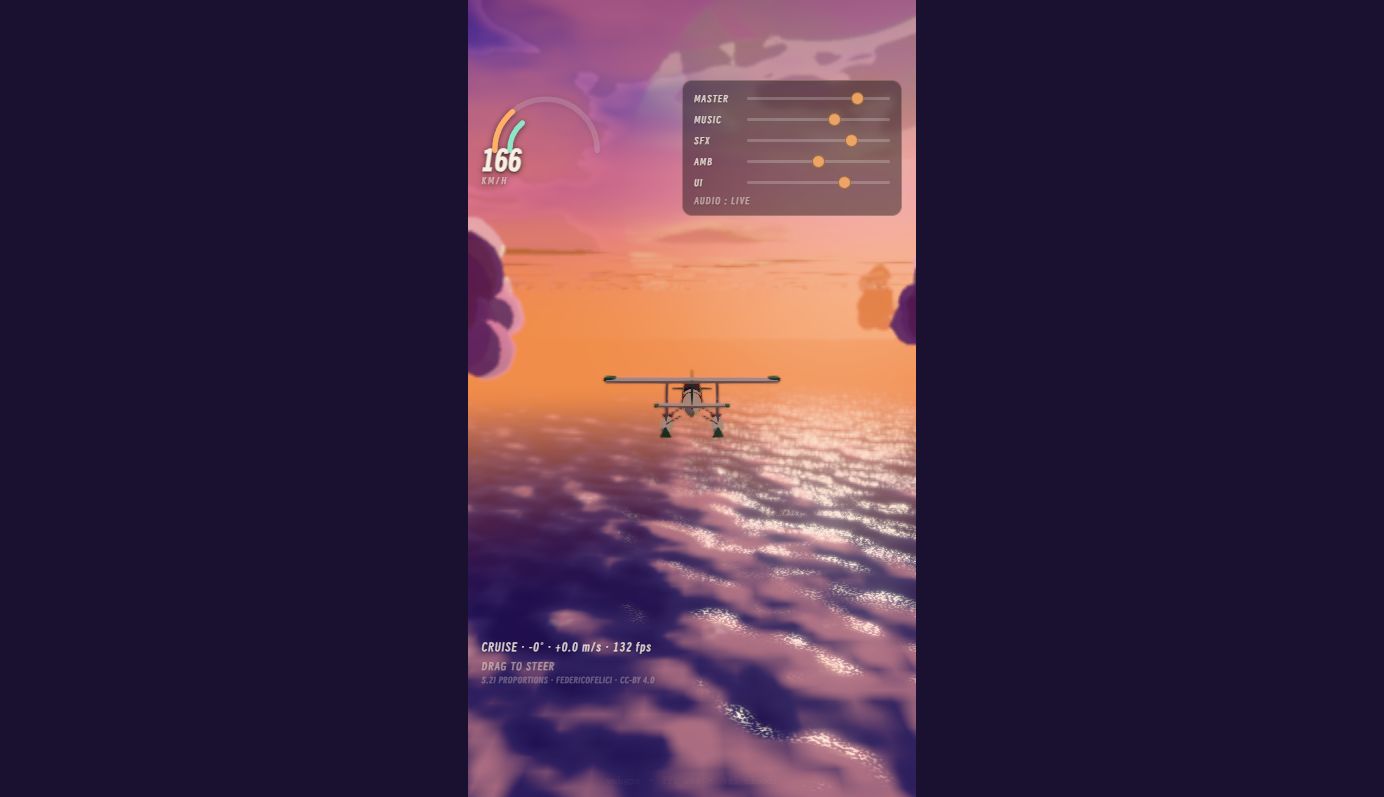 MASTER
MUSIC
SFX
AMB
UI
AUDIO : LIVE
166
KM/H
CRUISE · -0° · +0.0 m/s · 132 fps
DRAG TO STEER
5.21 PROPORTIONS · FEDERICOFELICI · CC-BY 4.0